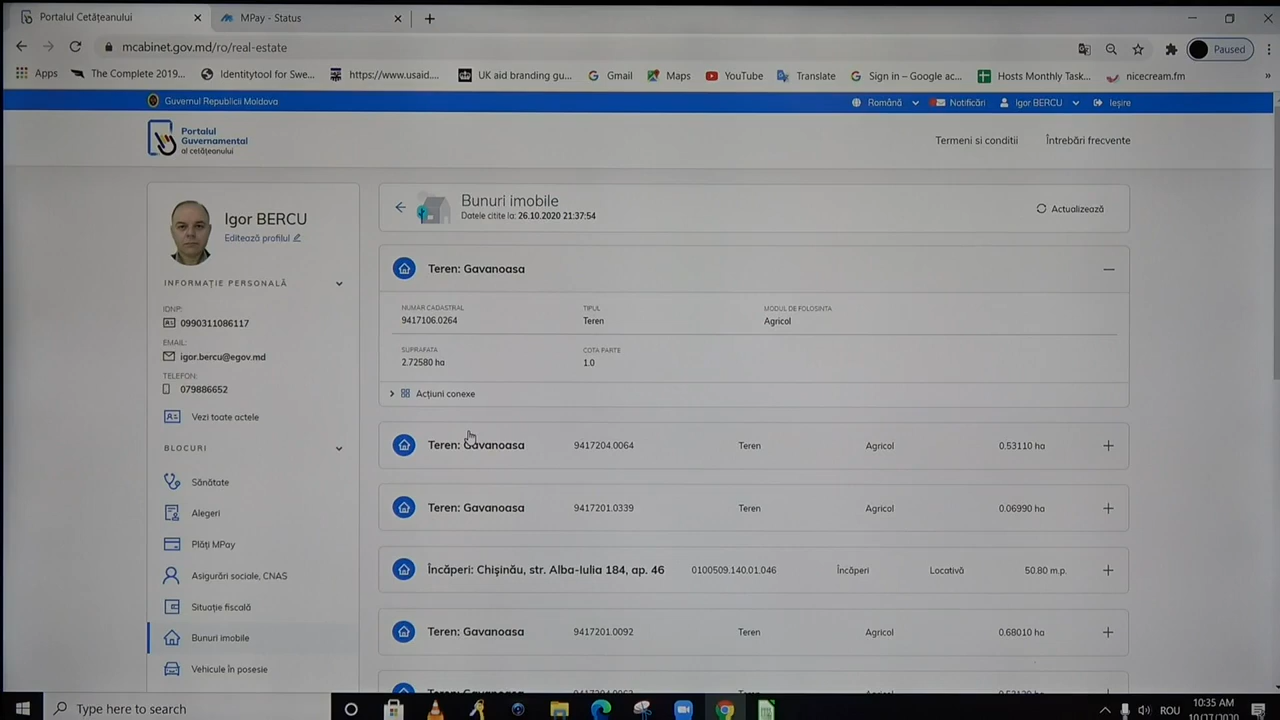 Portalul Cetățeanului
MPay - Status
mcabinet.gov.md/ro/real-estate
Paused
Apps
The Complete 2019...
Identitytool for Swe...
https://www.usaid....
UK aid branding gu...
Gmail
Maps
YouTube
Translate
Sign in – Google ac...
Hosts Monthly Task...
nicecream.fm
»
Guvernul Republicii Moldova
Română
Notificări
Igor BERCU
Ieșire
Portalul
Guvernamental
al cetățeanului
Termeni si conditii
Întrebări frecvente
Igor BERCU
Editează profilul
INFORMAȚIE PERSONALĂ
IDNP:
0990311086117
EMAIL:
igor.bercu@egov.md
TELEFON:
079886652
Vezi toate actele
BLOCURI
Sănătate
Alegeri
Plăți MPay
Asigurări sociale, CNAS
Situație fiscală
Bunuri imobile
Vehicule în posesie
Bunuri imobile
Datele citite la: 26.10.2020 21:37:54
Actualizează
Teren: Gavanoasa
NUMĂR CADASTRAL TIPUL MODUL DE FOLOSINTA
9417106.0264 Teren Agricol
SUPRAFATA COTA PARTE
2.72580 ha 1.0
Acțiuni conexe
Teren: Gavanoasa 9417204.0064 Teren Agricol 0.53110 ha
Teren: Gavanoasa 9417201.0339 Teren Agricol 0.06990 ha
Încăperi: Chișinău, str. Alba-Iulia 184, ap. 46 0100509.140.01.046 Încăperi Locativă 50.80 m.p.
Teren: Gavanoasa 9417201.0092 Teren Agricol 0.68010 ha
Type here to search
ROU
10:35 AM